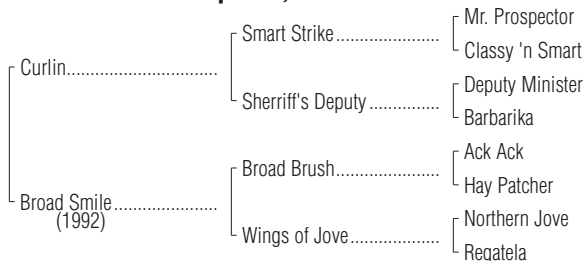 Mr. Prospector
Smart Strike
Classy 'n Smart
Curlin
Deputy Minister
Sherriff's Deputy
Barbarika
Ack Ack
Broad Brush
Hay Patcher
Broad Smile
(1992)
Northern Jove
Wings of Jove
Regatela